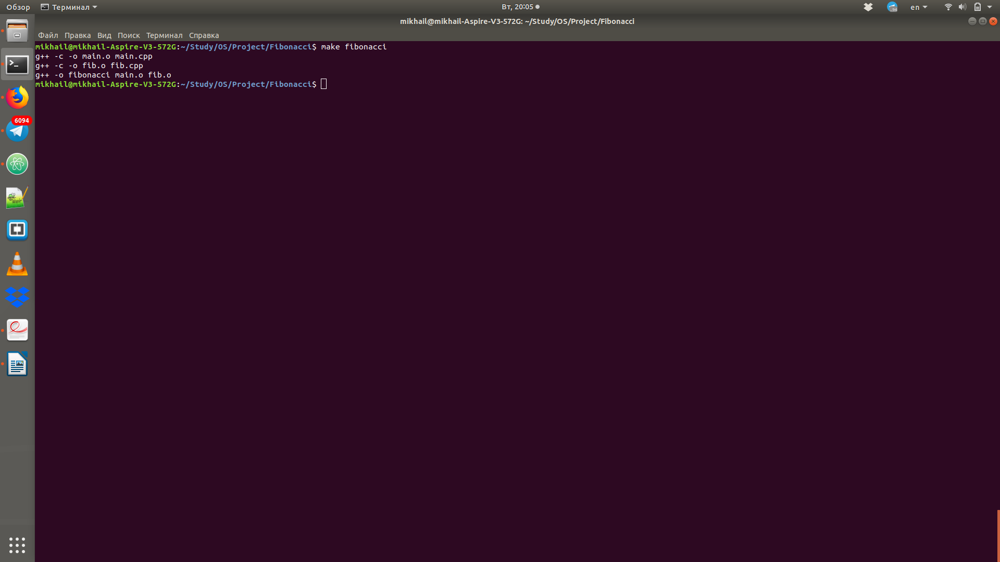 Обзор Терминал Вт, 20:05 en
mikhail@mikhail-Aspire-V3-572G: ~/Study/OS/Project/Fibonacci
Файл Правка Вид Поиск Терминал Справка
mikhail@mikhail-Aspire-V3-572G:~/Study/OS/Project/Fibonacci$ make fibonacci
g++ -c -o main.o main.cpp
g++ -c -o fib.o fib.cpp
g++ -o fibonacci main.o fib.o
mikhail@mikhail-Aspire-V3-572G:~/Study/OS/Project/Fibonacci$
6094